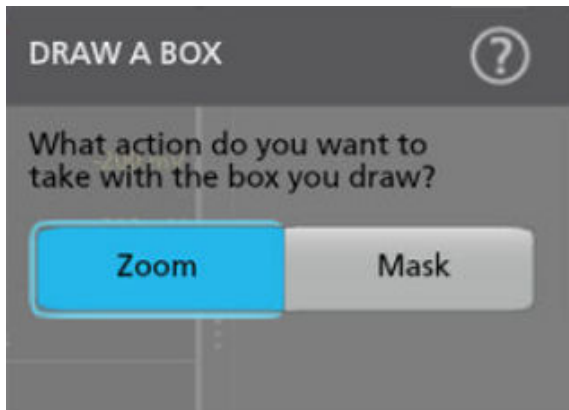 DRAW A BOX
?
What action do you want to
take with the box you draw?
Zoom
Mask